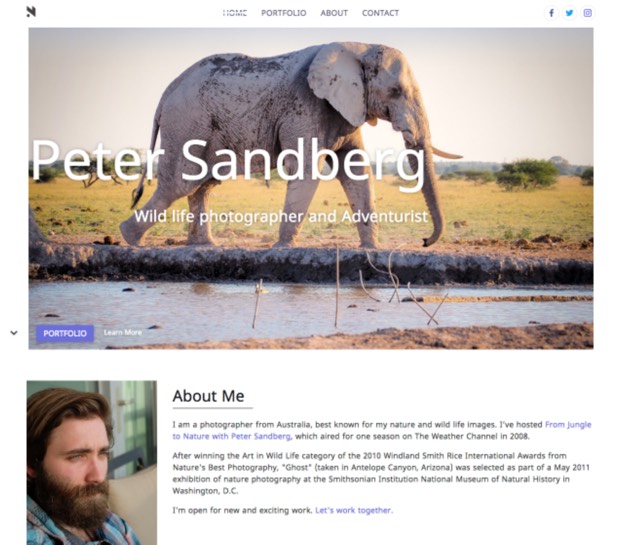 HOME PORTFOLIO ABOUT CONTACT
Peter Sandberg
Wild life photographer and Adventurist
PORTFOLIO Learn More
About Me
I am a photographer from Australia, best known for my nature and wild life images. I've hosted From Jungle
to Nature with Peter Sandberg, which aired for one season on The Weather Channel in 2008.
After winning the Art in Wild Life category of the 2010 Windland Smith Rice International Awards from
Nature's Best Photography, "Ghost" (taken in Antelope Canyon, Arizona) was selected as part of a May 2011
exhibition of nature photography at the Smithsonian Institution National Museum of Natural History in
Washington, D.C.
I'm open for new and exciting work. Let's work together.